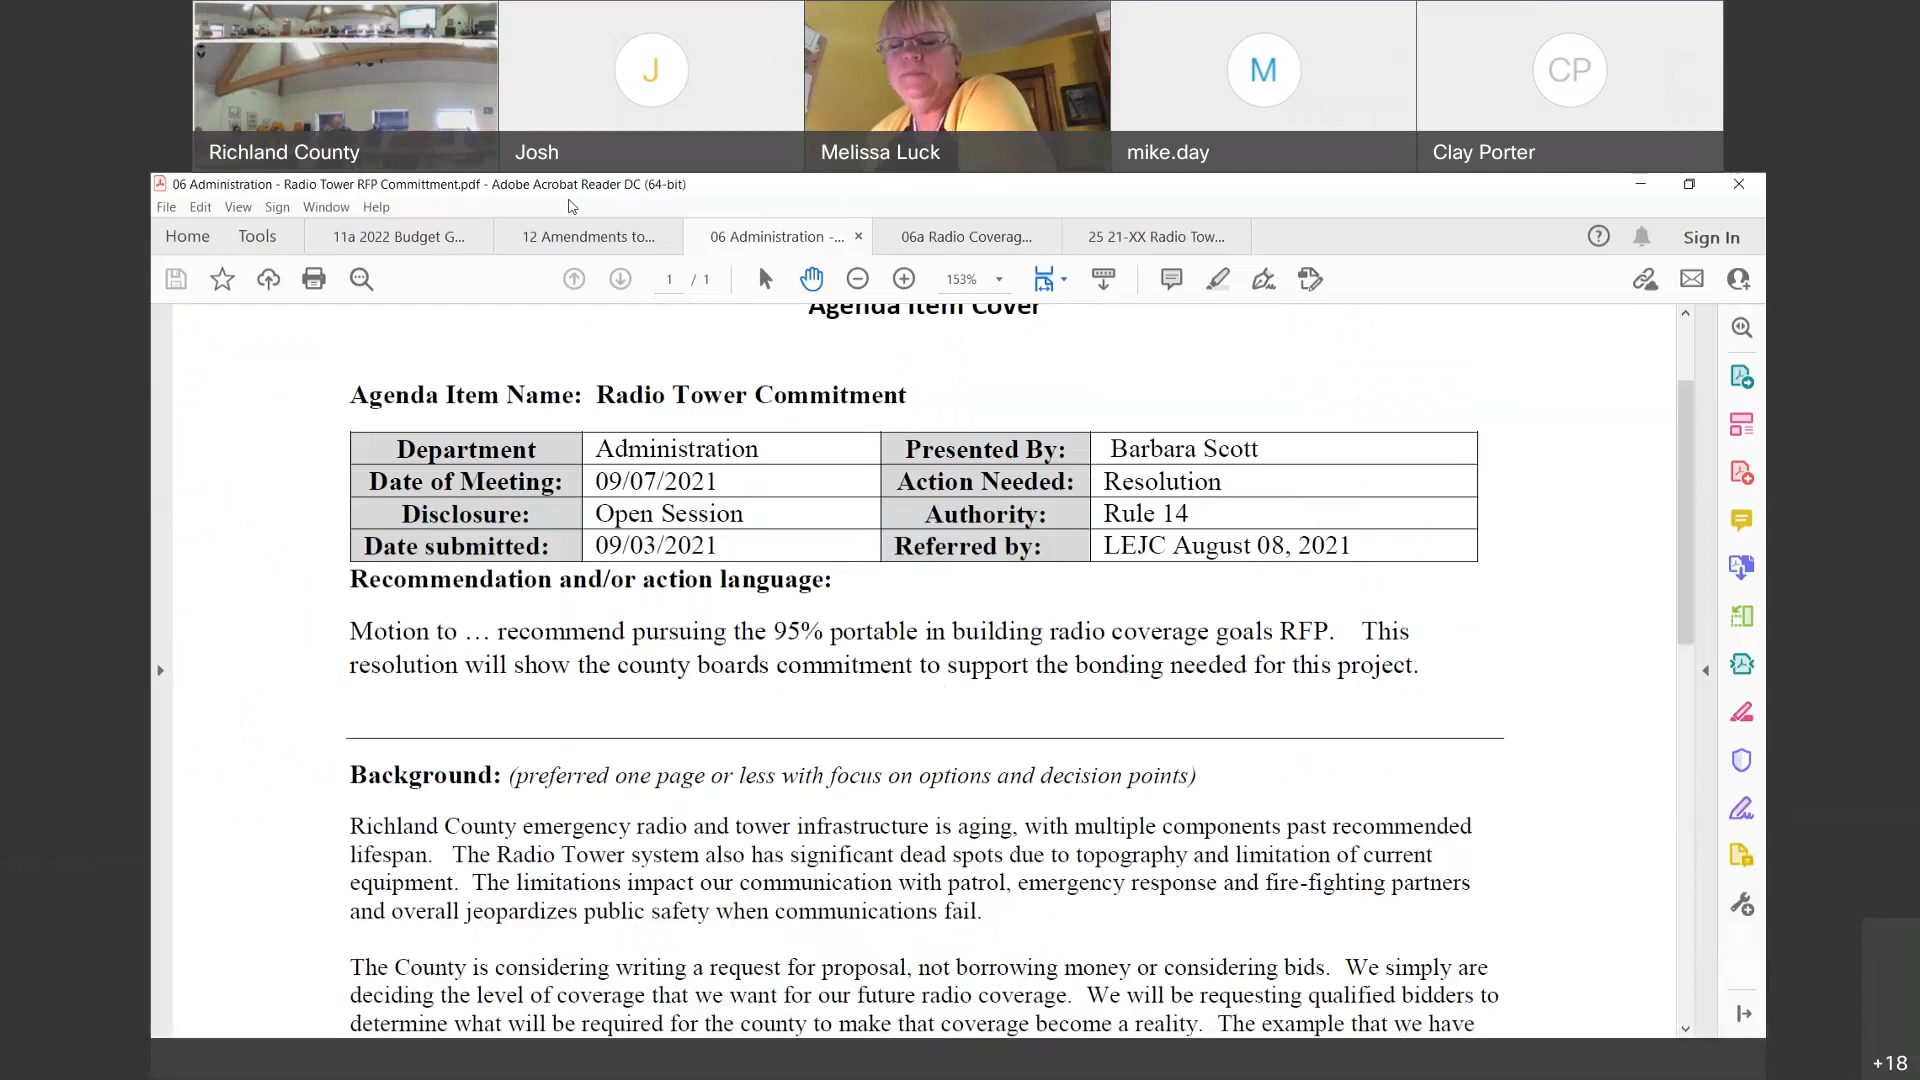 J
M
CP
Richland County
Josh
Melissa Luck
mike.day
Clay Porter
06 Administration - Radio Tower RFP Committment.pdf - Adobe Acrobat Reader DC (64-bit)
File Edit View Sign Window Help
Home Tools 11a 2022 Budget G... 12 Amendments to... 06 Administration -... × 06a Radio Coverag... 25 21-XX Radio Tow... Sign In
1 / 1 153%
Agenda Item Cover
Agenda Item Name: Radio Tower Commitment
Department Administration Presented By: Barbara Scott
Date of Meeting: 09/07/2021 Action Needed: Resolution
Disclosure: Open Session Authority: Rule 14
Date submitted: 09/03/2021 Referred by: LEJC August 08, 2021
Recommendation and/or action language:
Motion to … recommend pursuing the 95% portable in building radio coverage goals RFP. This
resolution will show the county boards commitment to support the bonding needed for this project.
Background: (preferred one page or less with focus on options and decision points)
Richland County emergency radio and tower infrastructure is aging, with multiple components past recommended
lifespan. The Radio Tower system also has significant dead spots due to topography and limitation of current
equipment. The limitations impact our communication with patrol, emergency response and fire-fighting partners
and overall jeopardizes public safety when communications fail.
The County is considering writing a request for proposal, not borrowing money or considering bids. We simply are
deciding the level of coverage that we want for our future radio coverage. We will be requesting qualified bidders to
determine what will be required for the county to make that coverage become a reality. The example that we have
+18